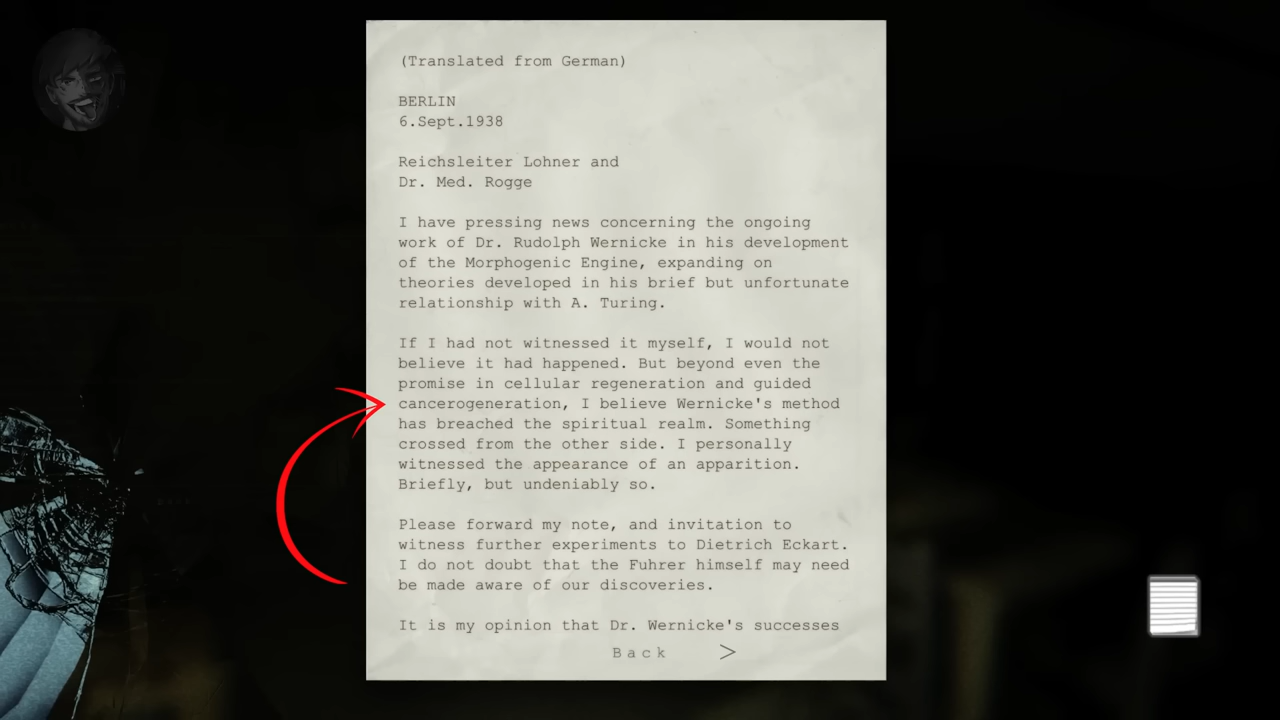 (Translated from German)
BERLIN
6.Sept.1938
Reichsleiter Lohner and
Dr. Med. Rogge
I have pressing news concerning the ongoing
work of Dr. Rudolph Wernicke in his development
of the Morphogenic Engine, expanding on
theories developed in his brief but unfortunate
relationship with A. Turing.
If I had not witnessed it myself, I would not
believe it had happened. But beyond even the
promise in cellular regeneration and guided
cancerogeneration, I believe Wernicke's method
has breached the spiritual realm. Something
crossed from the other side. I personally
witnessed the appearance of an apparition.
Briefly, but undeniably so.
Please forward my note, and invitation to
witness further experiments to Dietrich Eckart.
I do not doubt that the Fuhrer himself may need
be made aware of our discoveries.
It is my opinion that Dr. Wernicke's successes
Back >